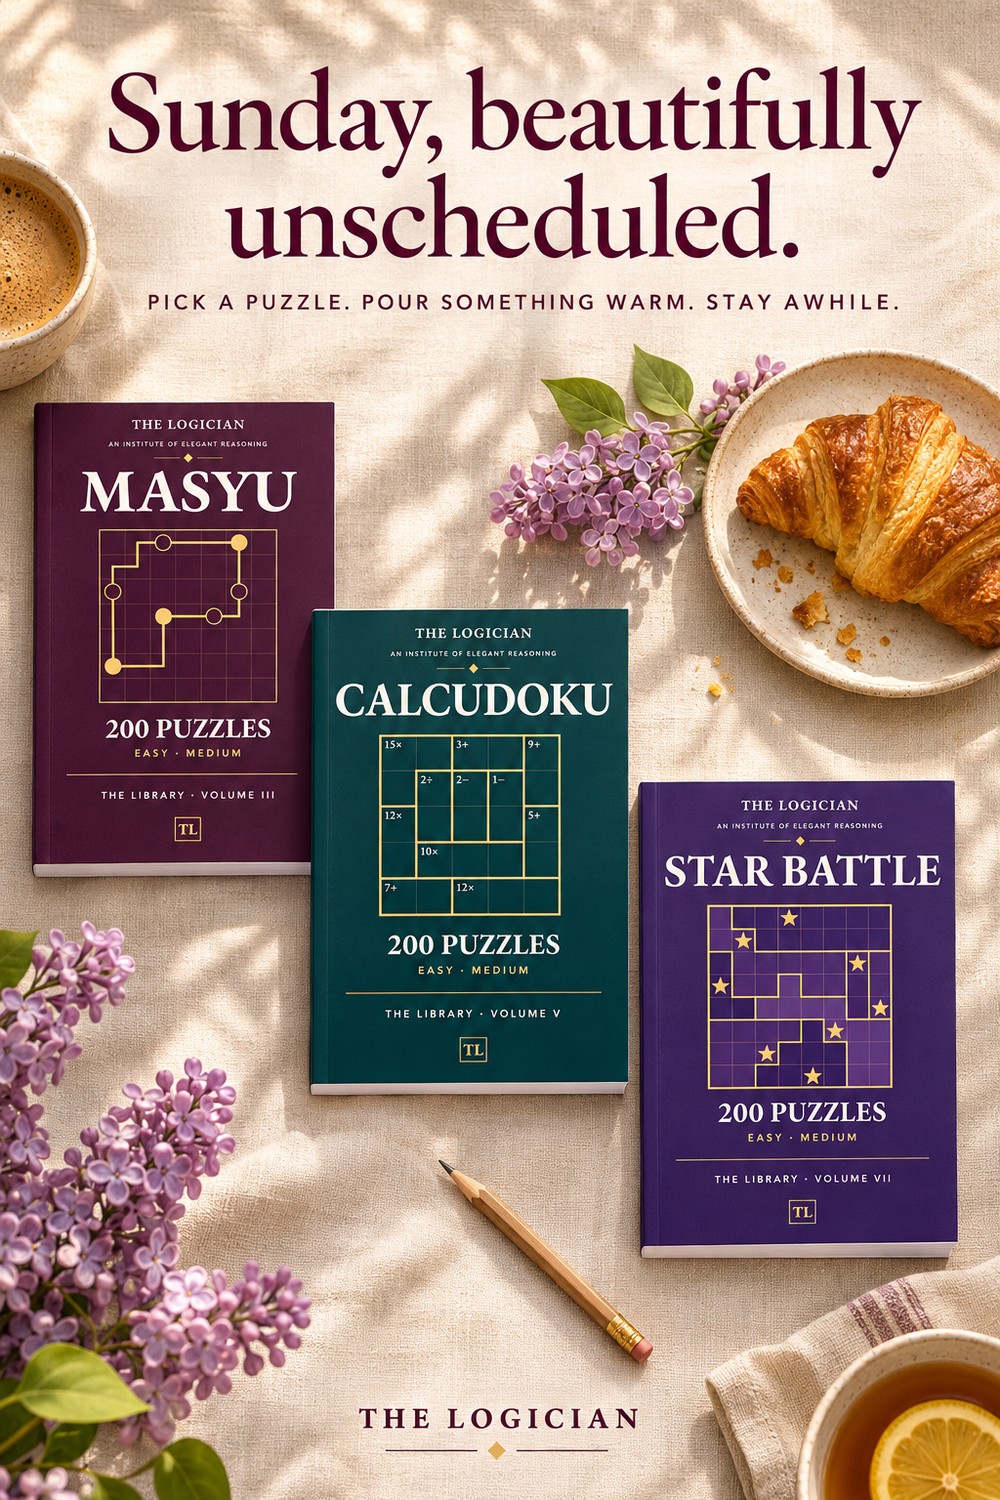 Sunday, beautifully
unscheduled.
PICK A PUZZLE. POUR SOMETHING WARM. STAY AWHILE.
THE LOGICIAN
AN INSTITUTE OF ELEGANT REASONING
MASYU
200 PUZZLES
EASY · MEDIUM
THE LIBRARY · VOLUME III
TL
THE LOGICIAN
AN INSTITUTE OF ELEGANT REASONING
CALCUDOKU
15× 3+ 9+
2÷ 2− 1−
12× 5+
10×
7+ 12×
200 PUZZLES
EASY · MEDIUM
THE LIBRARY · VOLUME V
TL
THE LOGICIAN
AN INSTITUTE OF ELEGANT REASONING
STAR BATTLE
200 PUZZLES
EASY · MEDIUM
THE LIBRARY · VOLUME VII
TL
THE LOGICIAN